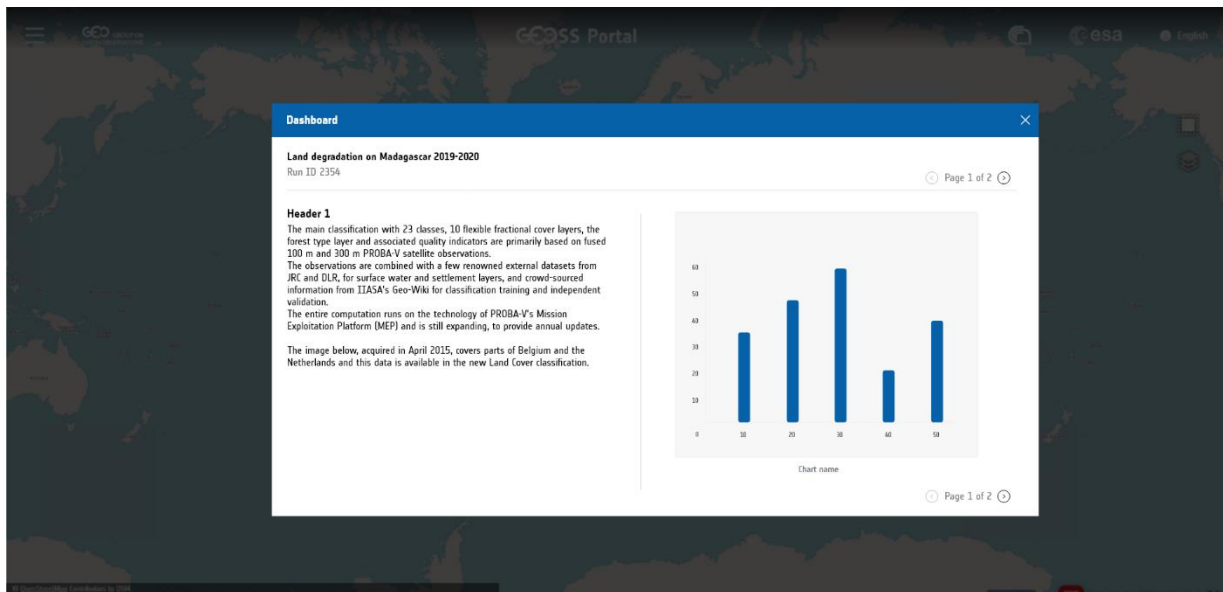 GEO
GEOSS Portal
esa
English
Dashboard
Land degradation on Madagascar 2019-2020
Run ID 2354
Page 1 of 2
Header 1
The main classification with 23 classes, 10 flexible fractional cover layers, the
forest type layer and associated quality indicators are primarily based on fused
100 m and 300 m PROBA-V satellite observations.
The observations are combined with a few renowned external datasets from
JRC and DLR, for surface water and settlement layers, and crowd-sourced
information from IIASA's Geo-Wiki for classification training and independent
validation.
The entire computation runs on the technology of PROBA-V's Mission
Exploitation Platform (MEP) and is still expanding, to provide annual updates.
The image below, acquired in April 2015, covers parts of Belgium and the
Netherlands and this data is available in the new Land Cover classification.
60
50
40
30
20
10
0 10 20 30 40 50
Chart name
Page 1 of 2